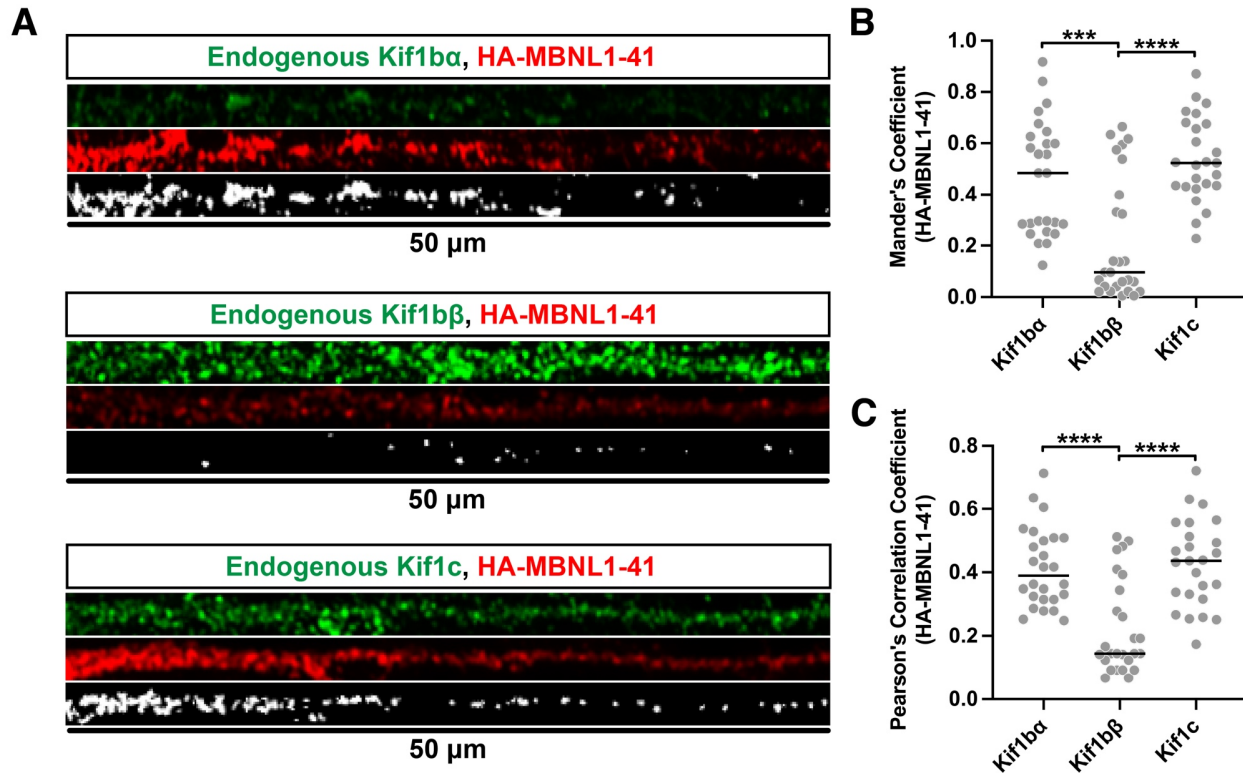 A
Endogenous Kif1bα, HA-MBNL1-41
50 µm
Endogenous Kif1bβ, HA-MBNL1-41
50 µm
Endogenous Kif1c, HA-MBNL1-41
50 µm
B
Mander's Coefficient
(HA-MBNL1-41)
1.0
0.8
0.6
0.4
0.2
0.0
*** ****
Kif1bα Kif1bβ Kif1c
C
Pearson's Correlation Coefficient
(HA-MBNL1-41)
0.8
0.6
0.4
0.2
0.0
**** ****
Kif1bα Kif1bβ Kif1c